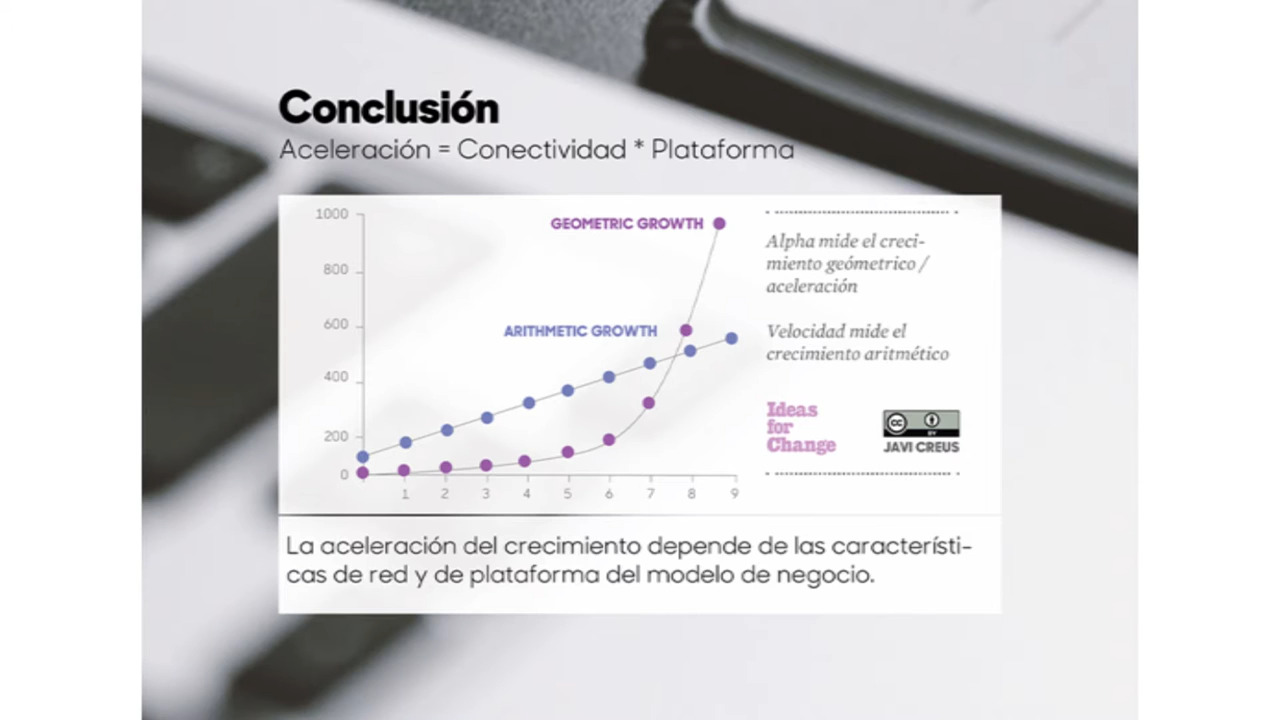 Conclusión
Aceleración = Conectividad * Plataforma
1000
800
600
400
200
0
1 2 3 4 5 6 7 8 9
GEOMETRIC GROWTH
ARITHMETIC GROWTH
Alpha mide el creci-
miento geómetrico /
aceleración
Velocidad mide el
crecimiento aritmético
Ideas
for
Change
cc
BY
JAVI CREUS
La aceleración del crecimiento depende de las característi-
cas de red y de plataforma del modelo de negocio.